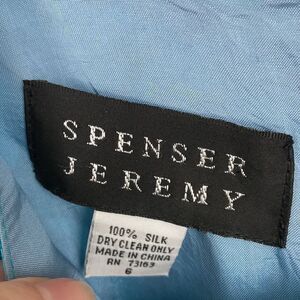 SPENSER
JEREMY
100% SILK
DRY CLEAN ONLY
MADE IN CHINA
RN 73163
6